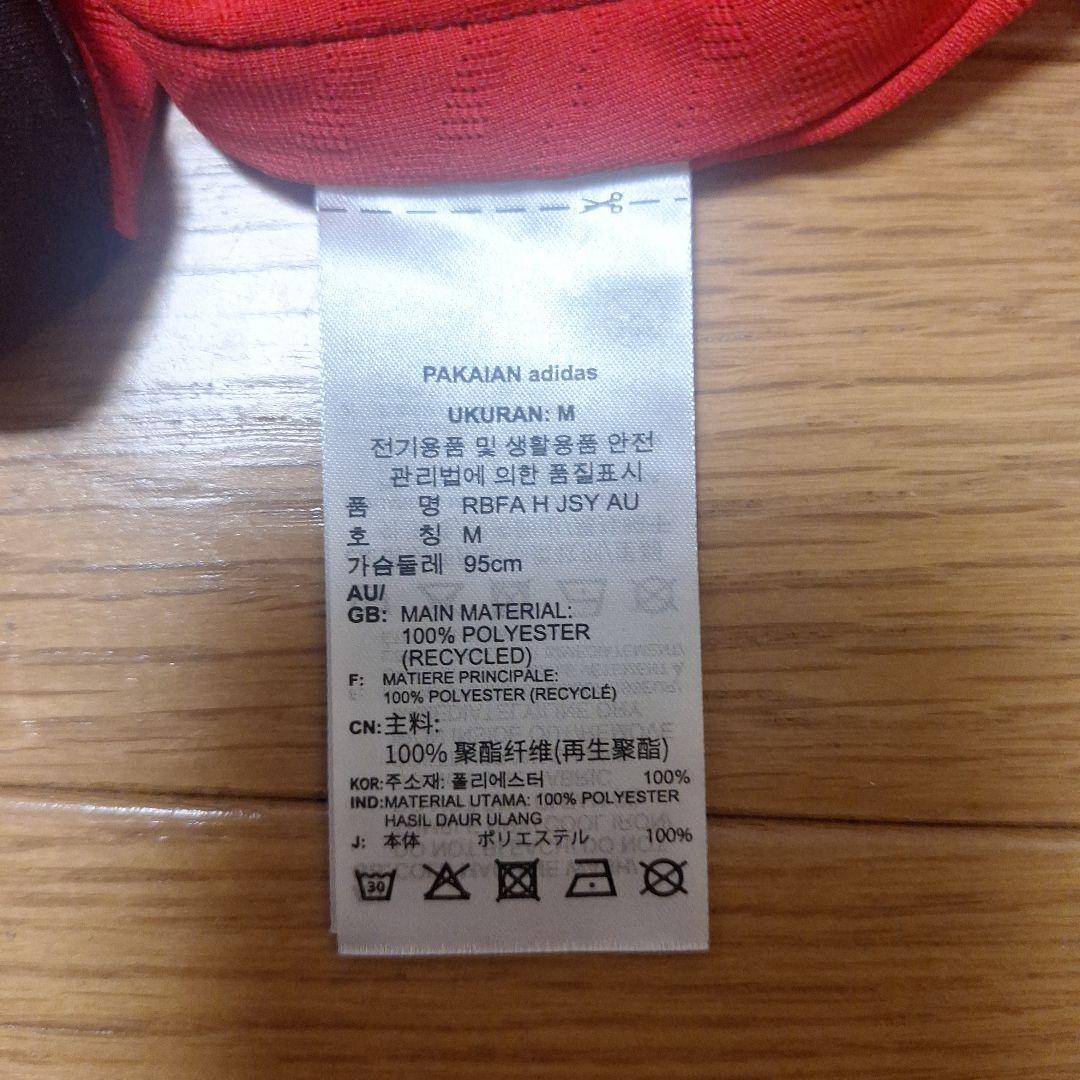 PAKAIAN adidas
UKURAN: M
전기용품 및 생활용품 안전
관리법에 의한 품질표시
품 명 RBFA H JSY AU
호 칭 M
가슴둘레 95cm
AU/
GB: MAIN MATERIAL:
100% POLYESTER
(RECYCLED)
F: MATIERE PRINCIPALE:
100% POLYESTER (RECYCLÉ)
CN: 主料:
100% 聚酯纤维(再生聚酯)
KOR: 주소재: 폴리에스터 100%
IND: MATERIAL UTAMA: 100% POLYESTER
HASIL DAUR ULANG
J: 本体 ポリエステル 100%
30